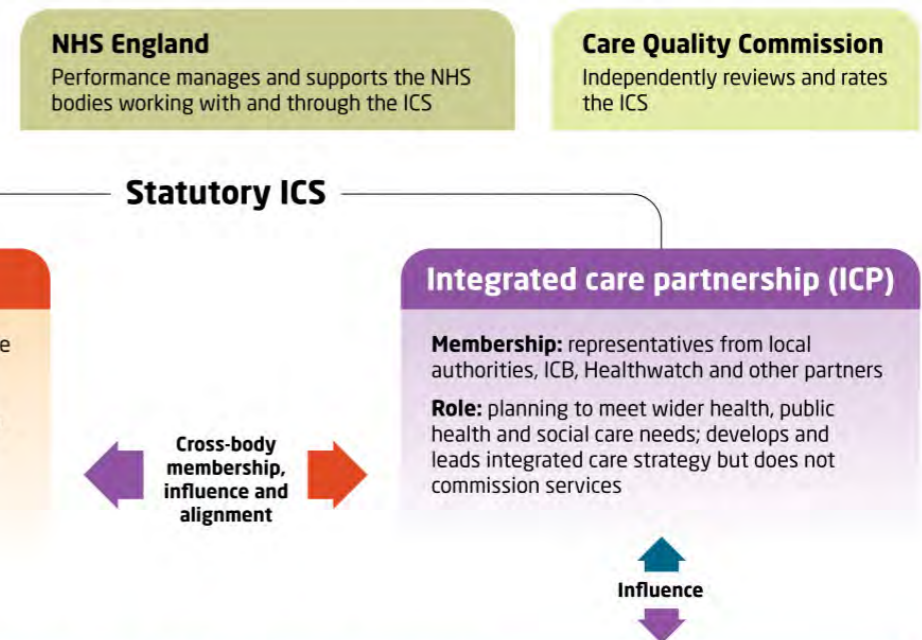 NHS England
Performance manages and supports the NHS
bodies working with and through the ICS
Care Quality Commission
Independently reviews and rates
the ICS
Statutory ICS
Integrated care partnership (ICP)
Membership: representatives from local
authorities, ICB, Healthwatch and other partners
Role: planning to meet wider health, public
health and social care needs; develops and
leads integrated care strategy but does not
commission services
Cross-body
membership,
influence and
alignment
Influence